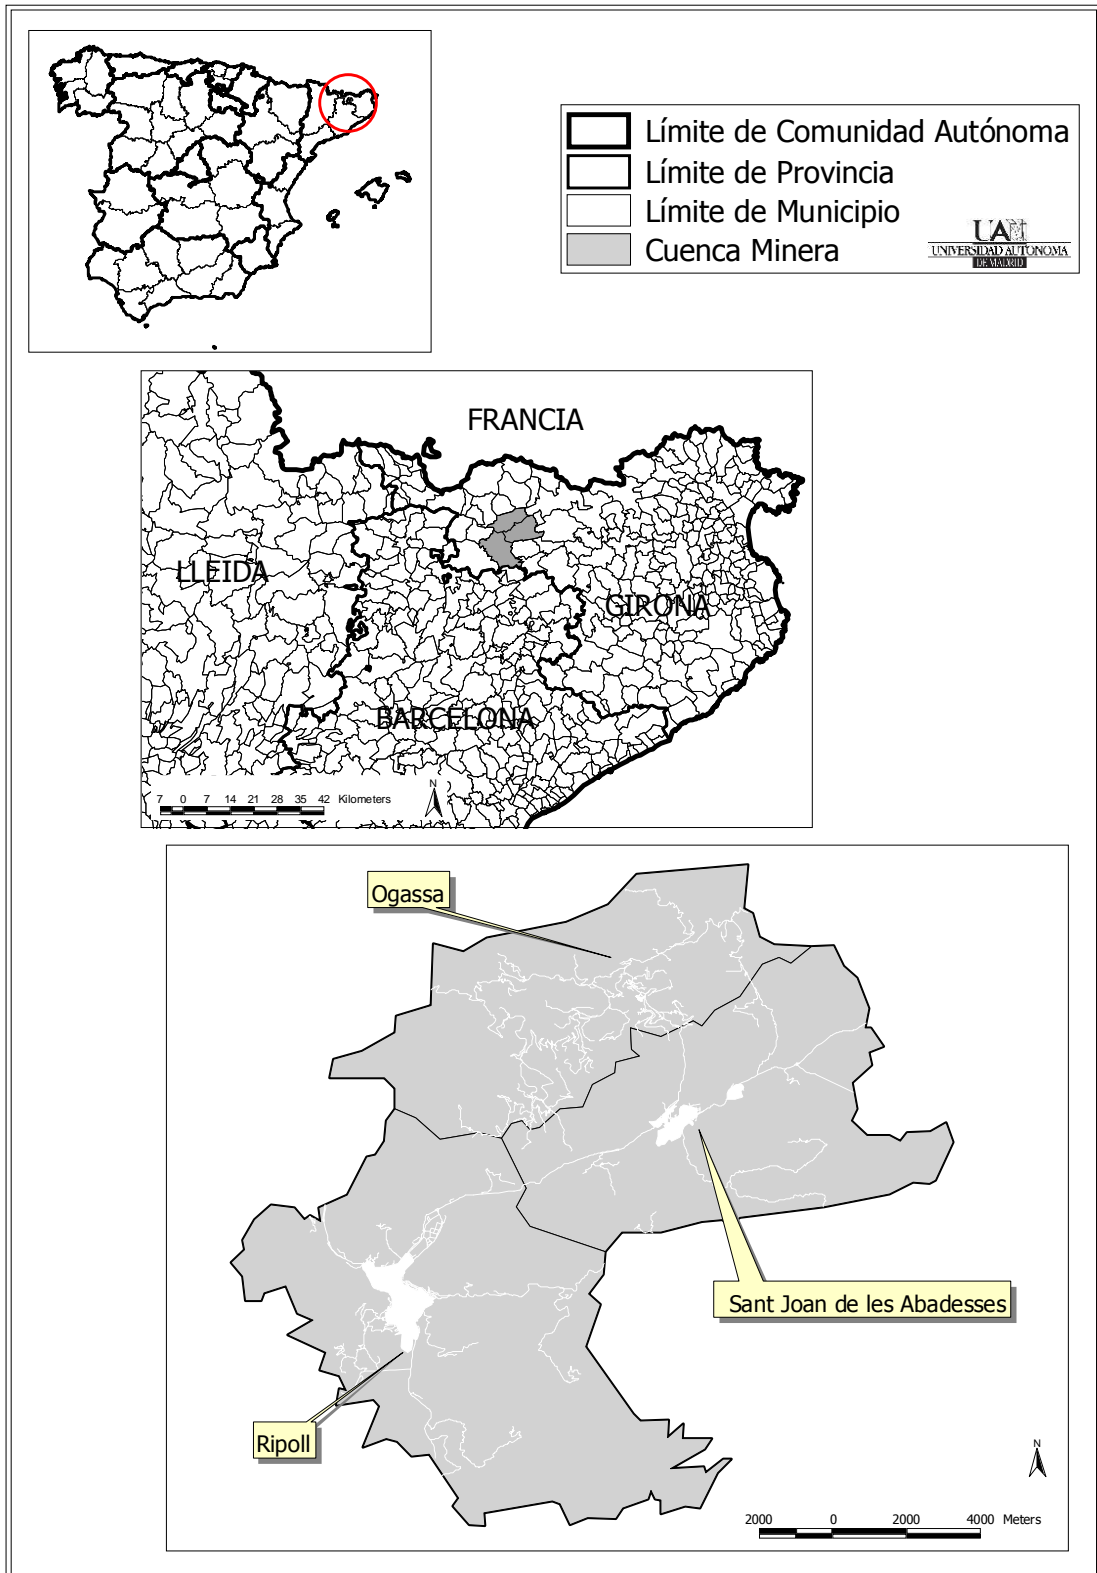 Límite de Comunidad Autónoma
Límite de Provincia
Límite de Municipio
Cuenca Minera
UAM
UNIVERSIDAD AUTONOMA
DE MADRID
FRANCIA
LLEIDA
GIRONA
BARCELONA
N
7 0 7 14 21 28 35 42 Kilometers
Ogassa
Sant Joan de les Abadesses
Ripoll
N
2000 0 2000 4000 Meters